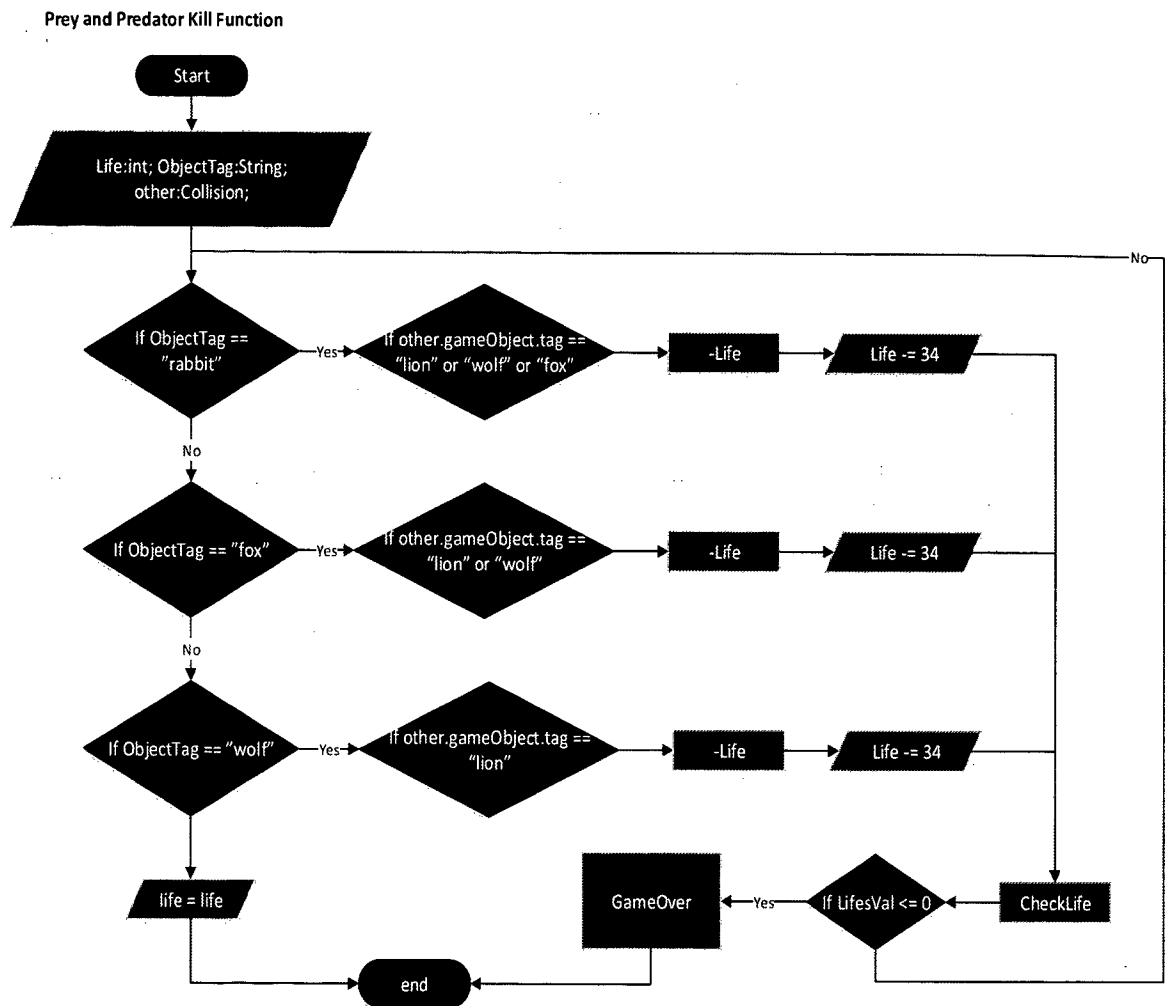 Prey and Predator Kill Function
Start
Life:int; ObjectTag:String;
other:Collision;
No
If ObjectTag ==
"rabbit"
Yes
If other.gameObject.tag ==
"lion" or "wolf" or "fox"
-Life
Life -= 34
No
If ObjectTag == "fox"
Yes
If other.gameObject.tag ==
"lion" or "wolf"
-Life
Life -= 34
No
If ObjectTag == "wolf"
Yes
If other.gameObject.tag ==
"lion"
-Life
Life -= 34
life = life
GameOver
Yes
If LifesVal <= 0
CheckLife
end